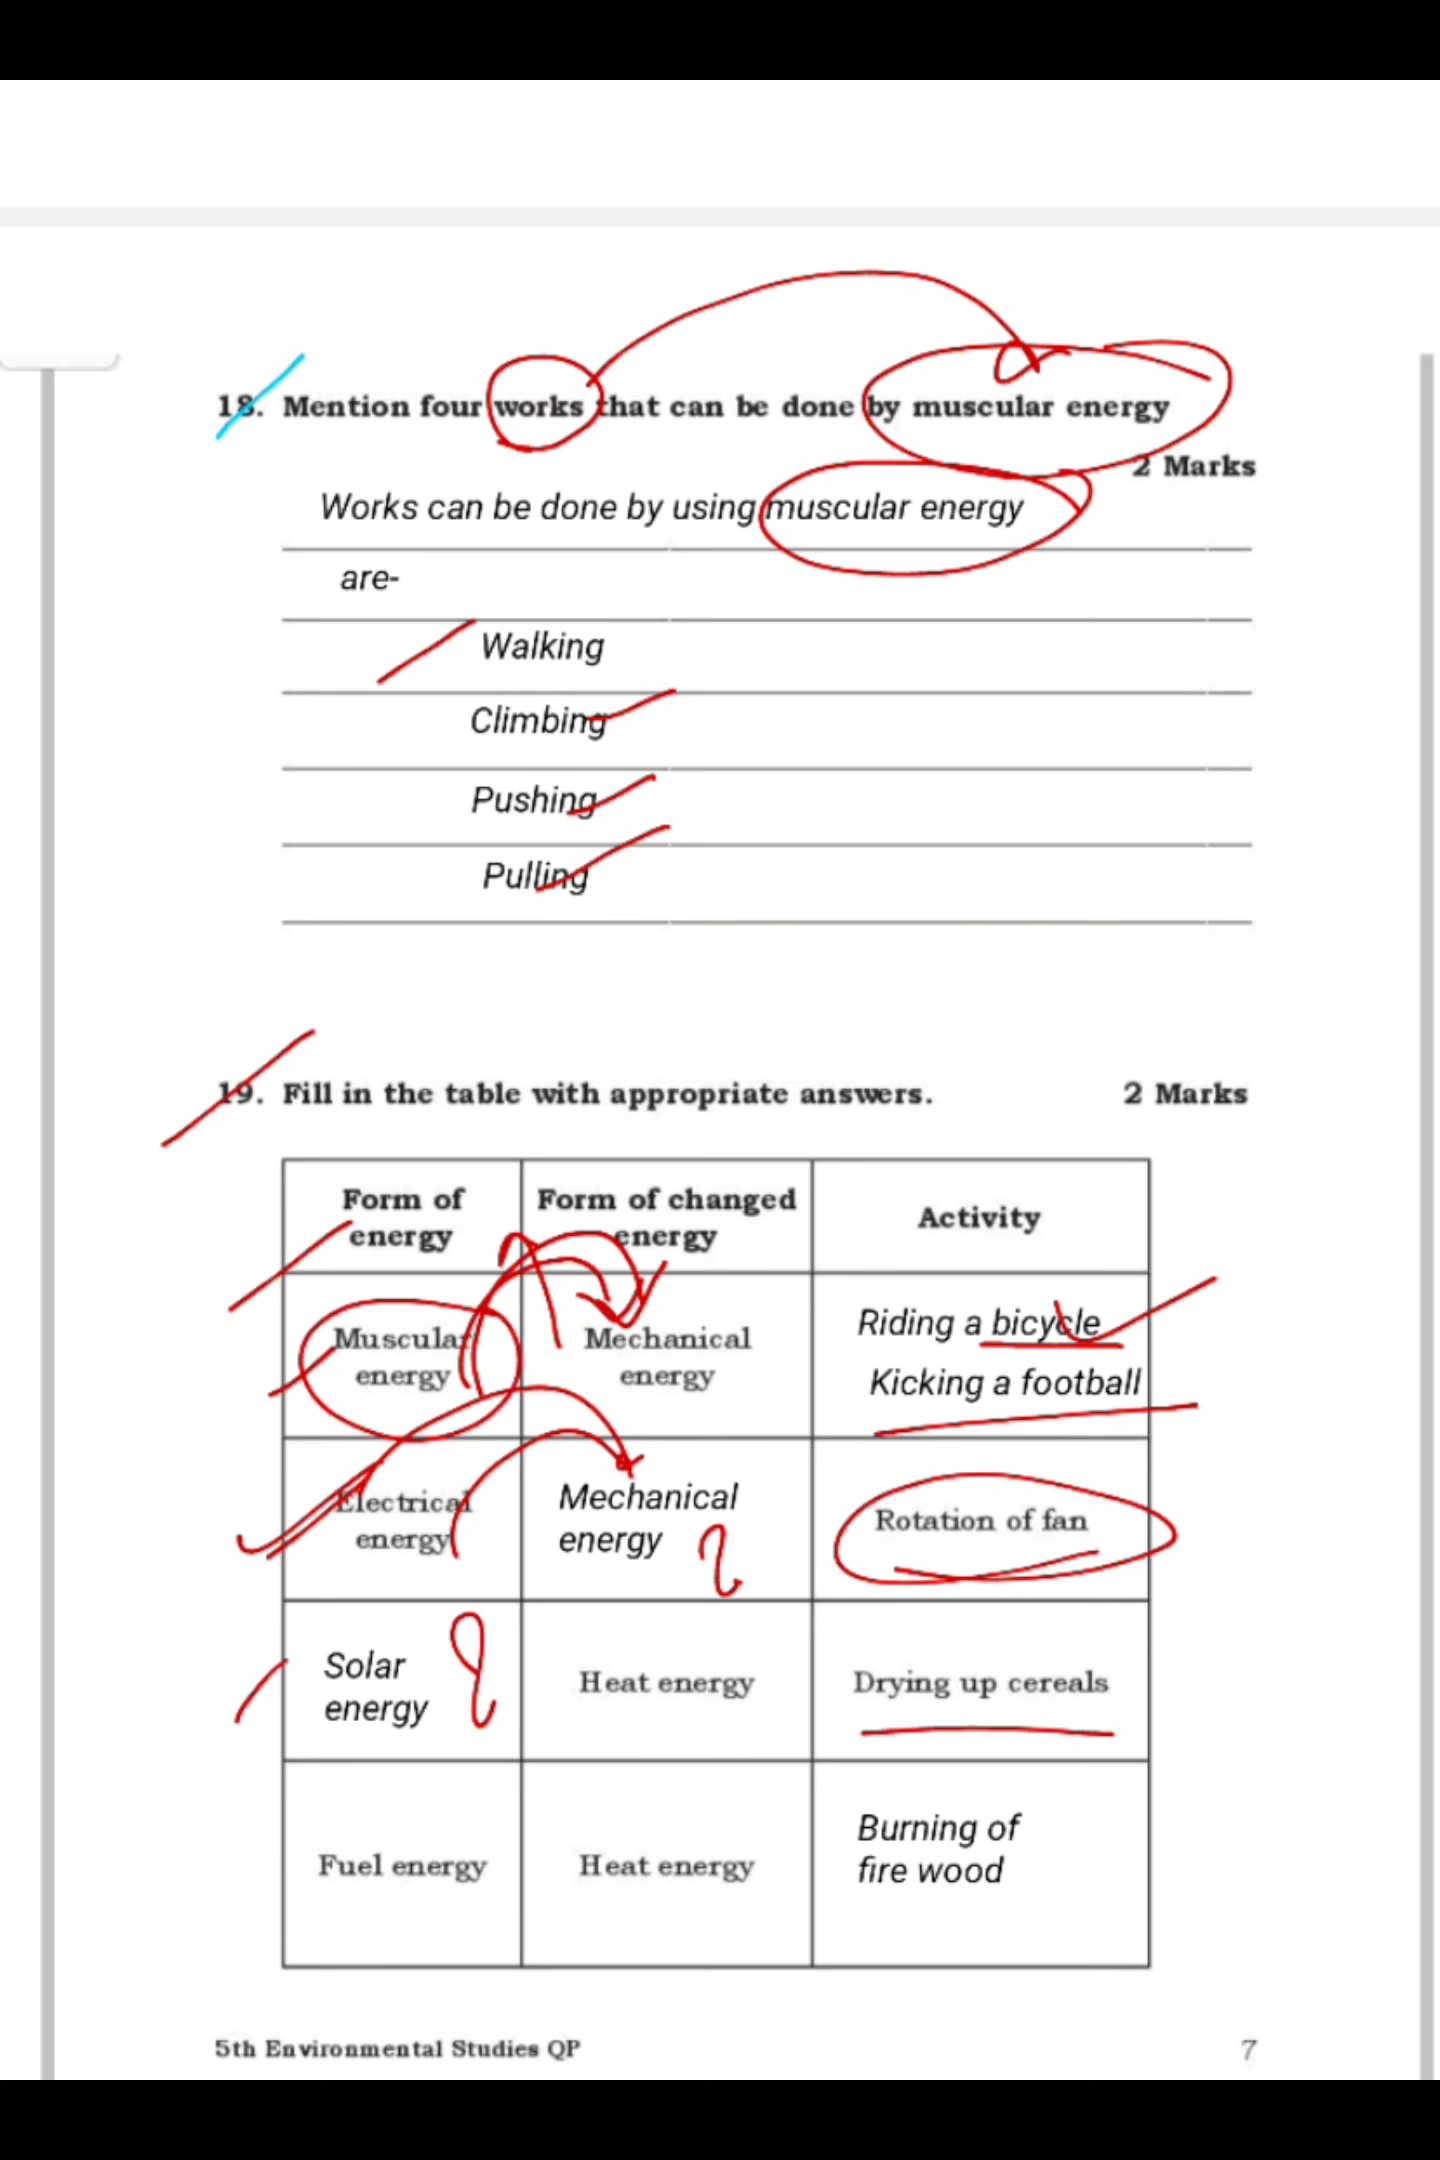 18. Mention four works that can be done by muscular energy
2 Marks
Works can be done by using muscular energy
are-
Walking
Climbing
Pushing
Pulling
19. Fill in the table with appropriate answers. 2 Marks
Form of energy
Form of changed energy
Activity
Muscular energy
Mechanical energy
Riding a bicycle
Kicking a football
Electrical energy
Mechanical energy
Rotation of fan
Solar energy
Heat energy
Drying up cereals
Fuel energy
Heat energy
Burning of fire wood
5th Environmental Studies QP 7